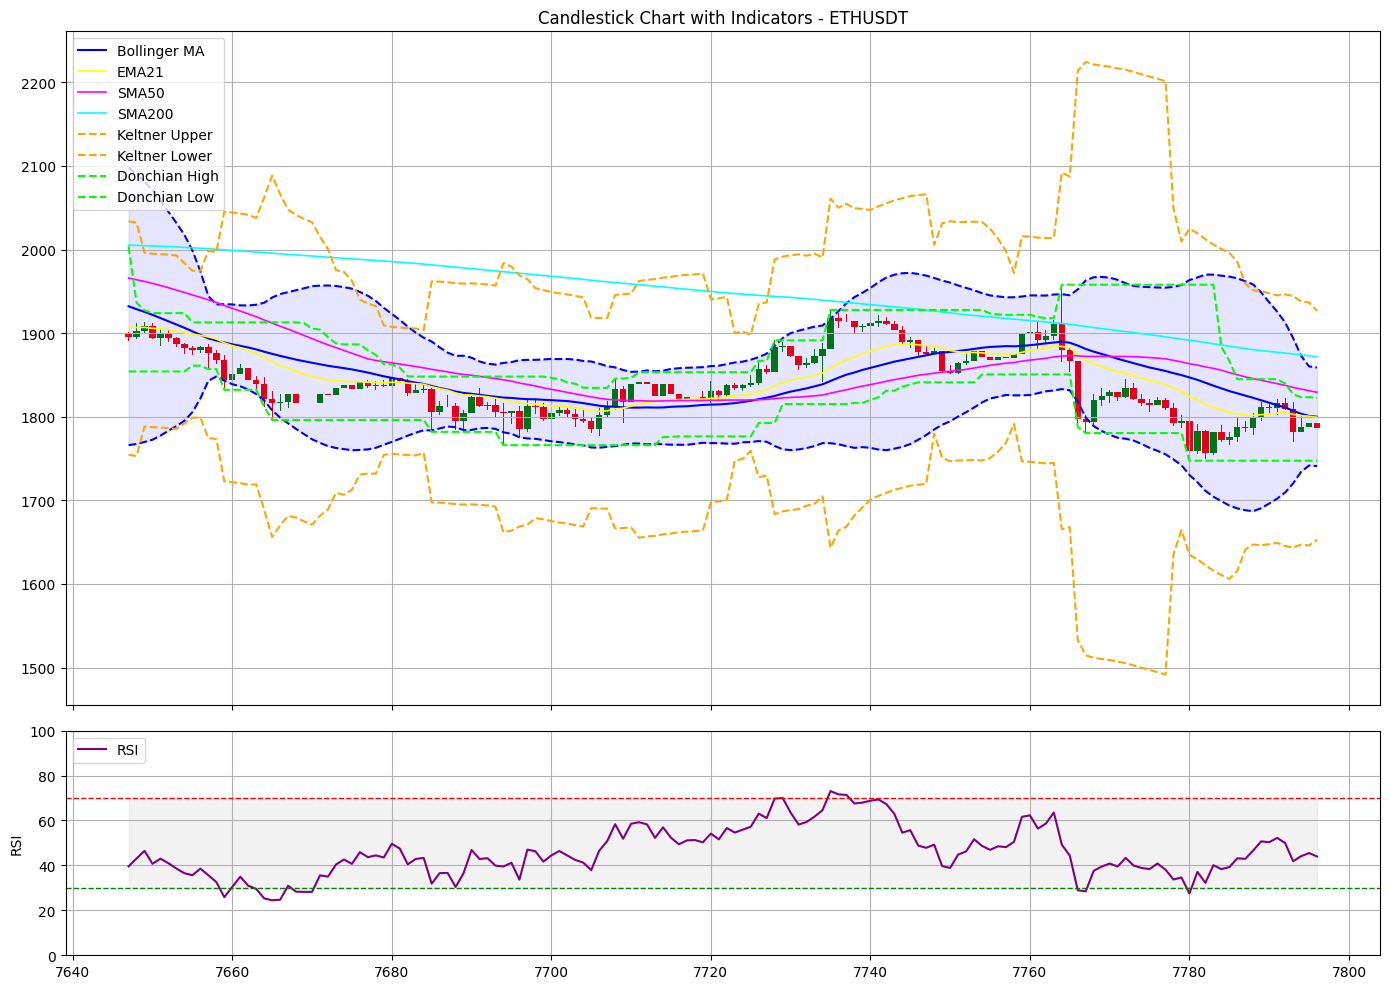 Candlestick Chart with Indicators - ETHUSDT
Bollinger MA
EMA21
SMA50
SMA200
Keltner Upper
Keltner Lower
Donchian High
Donchian Low
2200
2100
2000
1900
1800
1700
1600
1500
RSI
100
80
60
40
20
0
RSI
7640 7660 7680 7700 7720 7740 7760 7780 7800